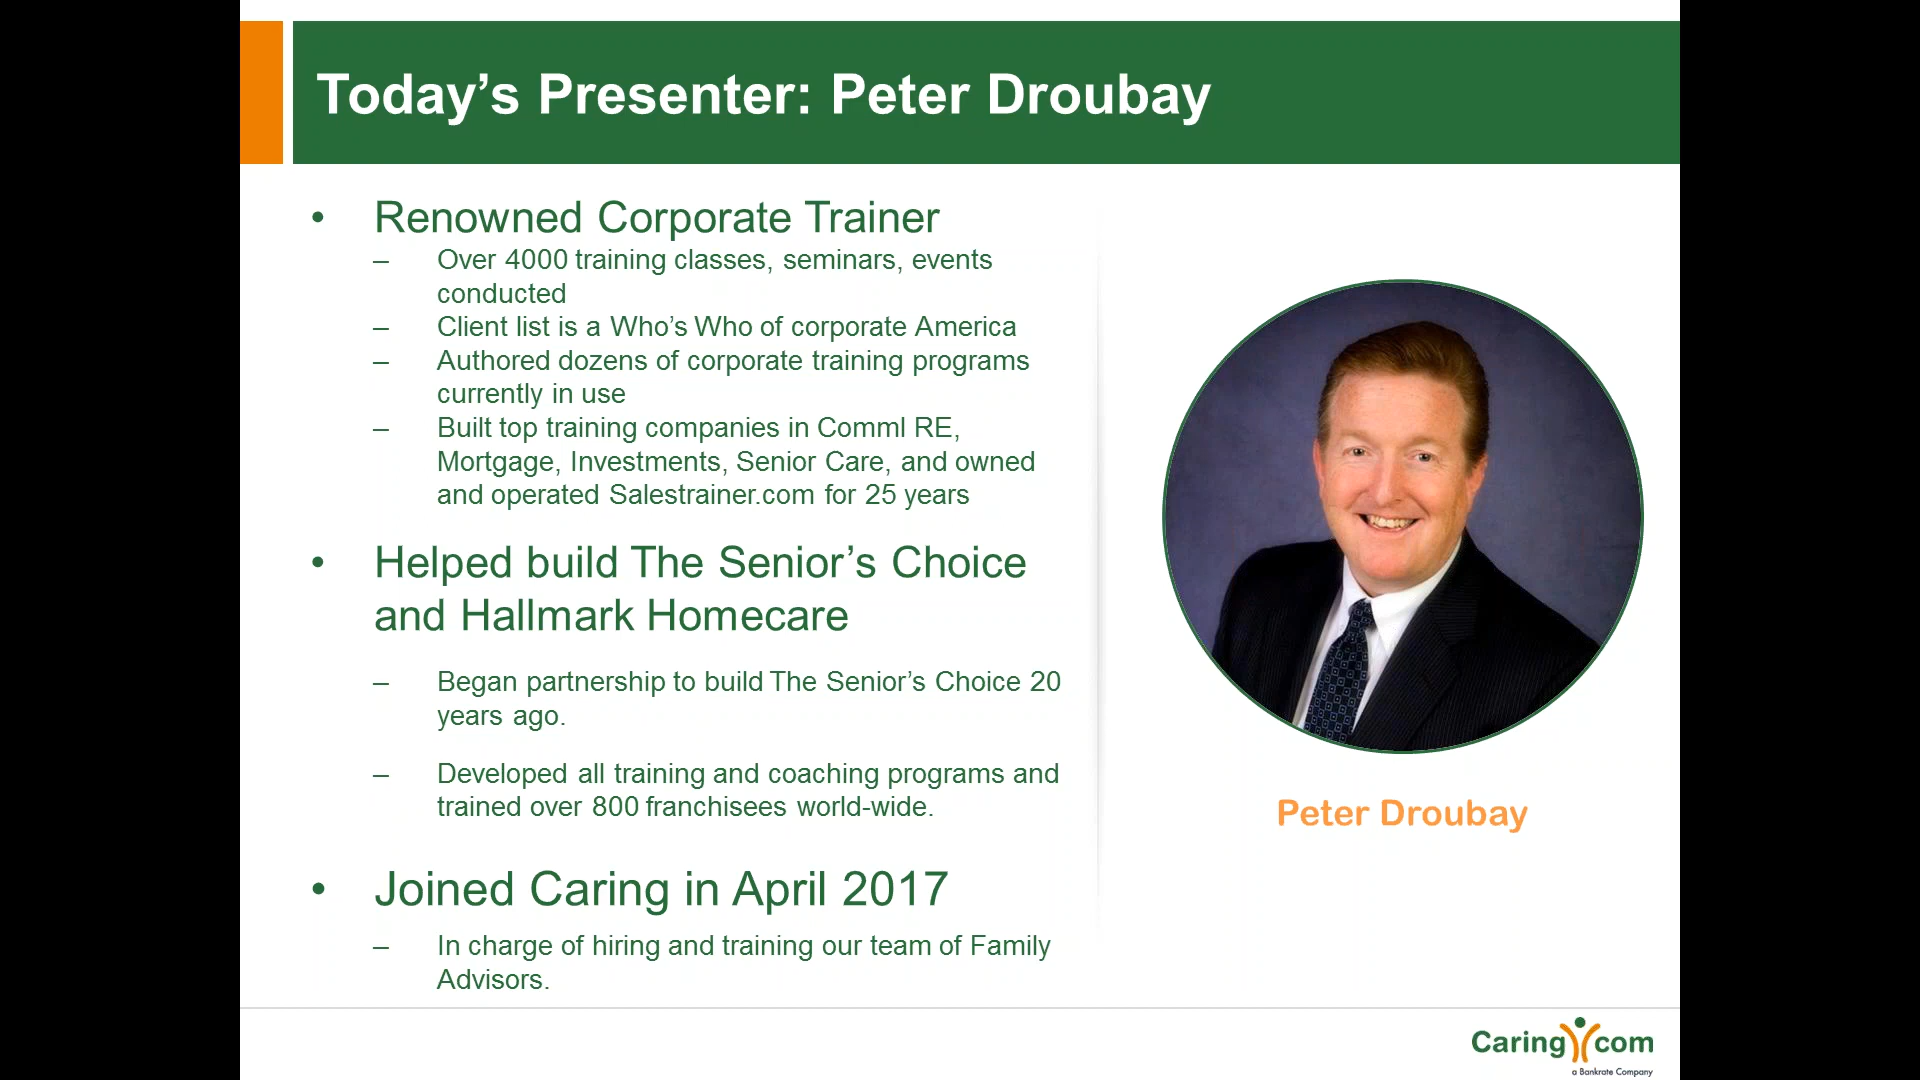 Today’s Presenter: Peter Droubay
• Renowned Corporate Trainer
– Over 4000 training classes, seminars, events
conducted
– Client list is a Who’s Who of corporate America
– Authored dozens of corporate training programs
currently in use
– Built top training companies in Comml RE,
Mortgage, Investments, Senior Care, and owned
and operated Salestrainer.com for 25 years
• Helped build The Senior’s Choice
and Hallmark Homecare
– Began partnership to build The Senior’s Choice 20
years ago.
– Developed all training and coaching programs and
trained over 800 franchisees world-wide.
• Joined Caring in April 2017
– In charge of hiring and training our team of Family
Advisors.
Peter Droubay
Caring com
a Bankrate Company